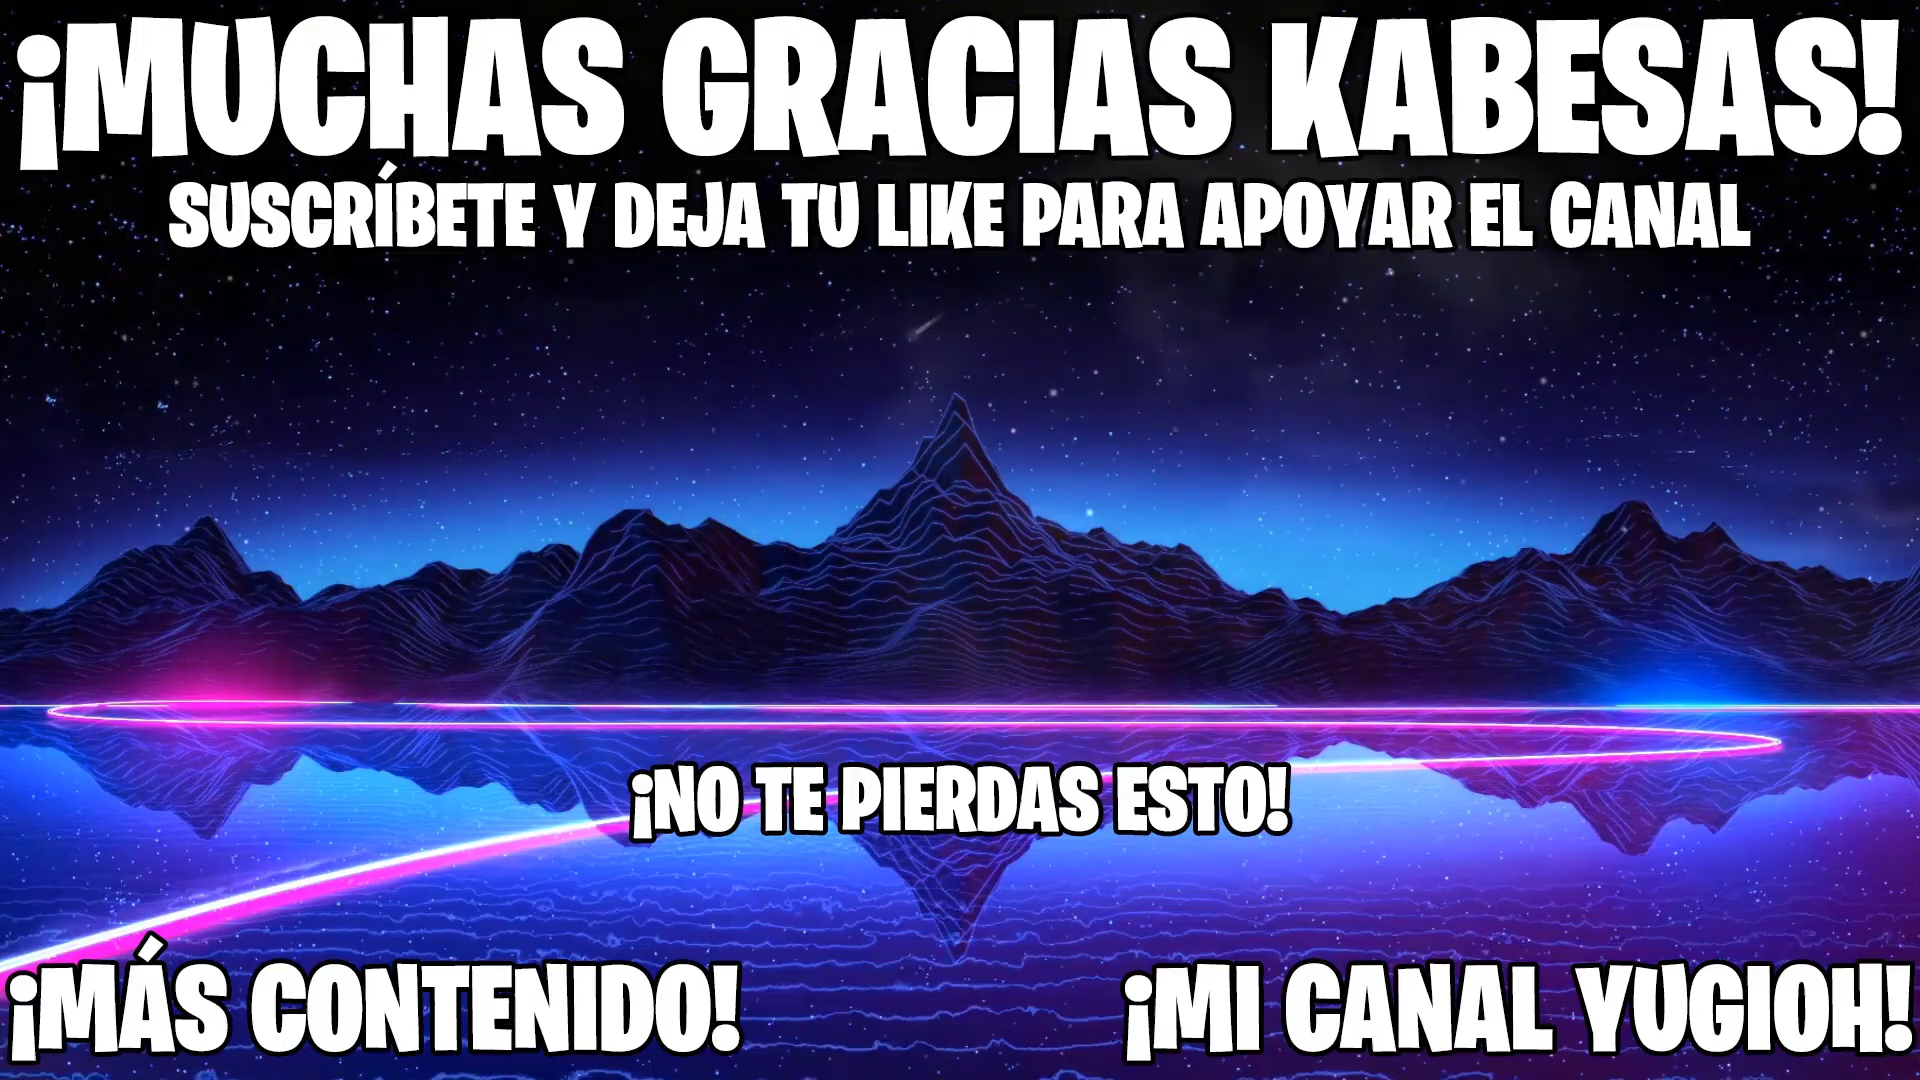 ¡MUCHAS GRACIAS KABESAS!
SUSCRÍBETE Y DEJA TU LIKE PARA APOYAR EL CANAL
¡NO TE PIERDAS ESTO!
¡MÁS CONTENIDO!
¡MI CANAL YUGIOH!